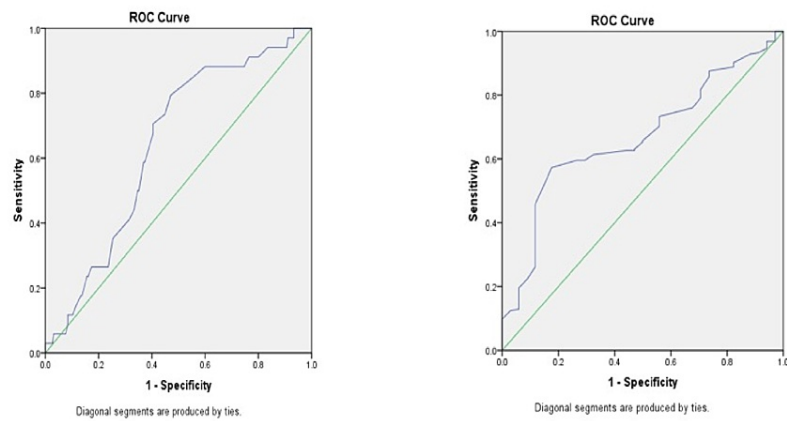 ROC Curve
1.0
0.8
0.6
0.4
0.2
0.0
Sensitivity
0.0 0.2 0.4 0.6 0.8 1.0
1 - Specificity
Diagonal segments are produced by ties.
ROC Curve
1.0
0.8
0.6
0.4
0.2
0.0
Sensitivity
0.0 0.2 0.4 0.6 0.8 1.0
1 - Specificity
Diagonal segments are produced by ties.